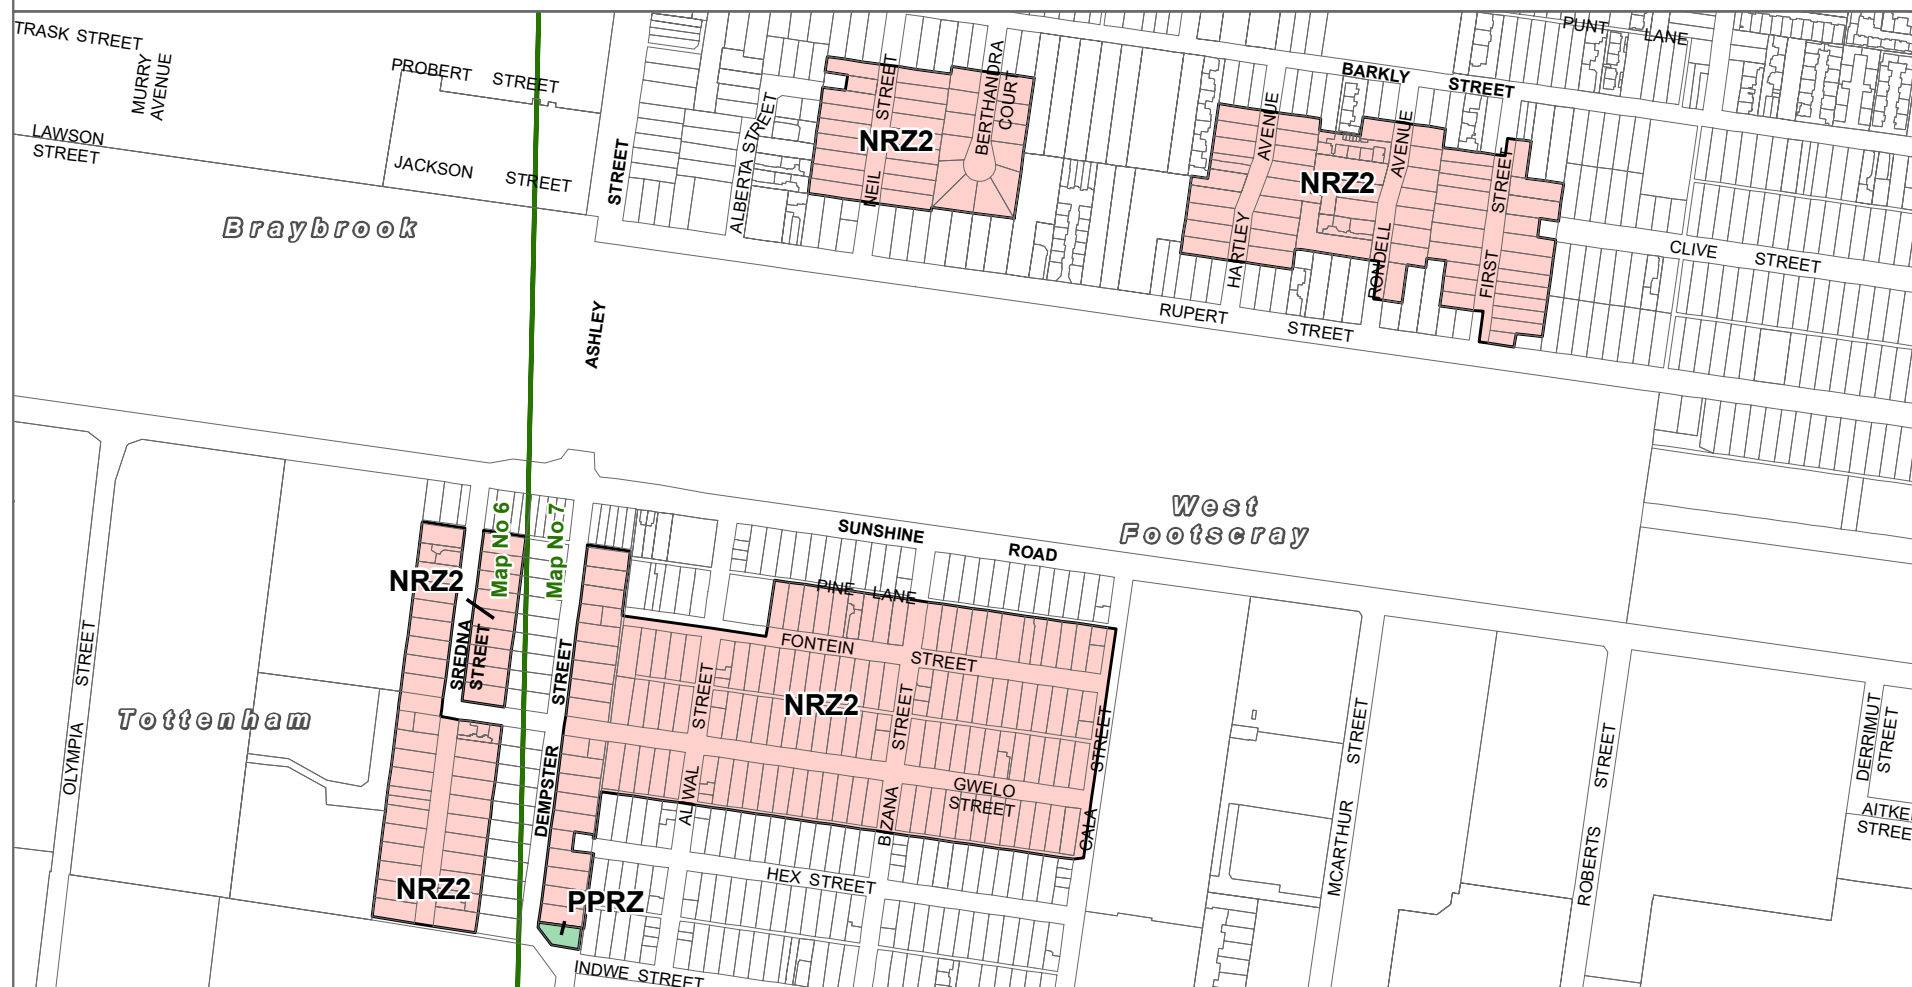 TRASK STREET
MURRY
AVENUE
PROBERT STREET
LAWSON
STREET
JACKSON STREET
Braybrook
STREET
ASHLEY
ALBERTA STREET
NEIL STREET
BERTHANDRA
COURT
NRZ2
BARKLY STREET
PUNT LANE
HARTLEY AVENUE
RONDELL AVENUE
FIRST STREET
NRZ2
CLIVE STREET
RUPERT STREET
West
Footscray
SUNSHINE ROAD
Map No 6
Map No 7
NRZ2
SREDNA
STREET
DEMPSTER STREET
PINE LANE
FONTEIN STREET
ALIWAL STREET
BIZANA STREET
NRZ2
GWELO
STREET
CALA STREET
OLYMPIA STREET
Tottenham
NRZ2
PPRZ
HEX STREET
INDWE STREET
MCARTHUR STREET
ROBERTS STREET
DERRIMUT
STREET
AITKE
STREE